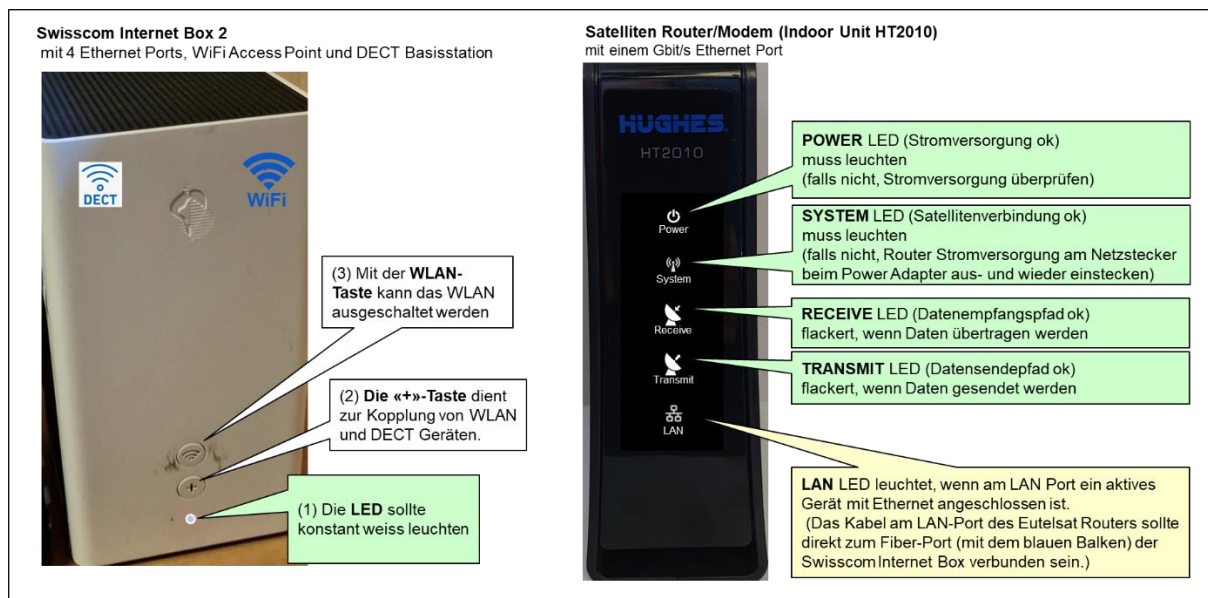 Swisscom Internet Box 2
mit 4 Ethernet Ports, WiFi Access Point und DECT Basisstation
DECT
WiFi
(3) Mit der WLAN-
Taste kann das WLAN
ausgeschaltet werden
(2) Die «+»-Taste dient
zur Kopplung von WLAN
und DECT Geräten.
+
(1) Die LED sollte
konstant weiss leuchten
Satelliten Router/Modem (Indoor Unit HT2010)
mit einem Gbit/s Ethernet Port
HUGHES
HT2010
Power
System
Receive
Transmit
LAN
POWER LED (Stromversorgung ok)
muss leuchten
(falls nicht, Stromversorgung überprüfen)
SYSTEM LED (Satellitenverbindung ok)
muss leuchten
(falls nicht, Router Stromversorgung am Netzstecker
beim Power Adapter aus- und wieder einstecken)
RECEIVE LED (Datenempfangspfad ok)
flackert, wenn Daten übertragen werden
TRANSMIT LED (Datensendepfad ok)
flackert, wenn Daten gesendet werden
LAN LED leuchtet, wenn am LAN Port ein aktives
Gerät mit Ethernet angeschlossen ist.
(Das Kabel am LAN-Port des Eutelsat Routers sollte
direkt zum Fiber-Port (mit dem blauen Balken) der
Swisscom Internet Box verbunden sein.)